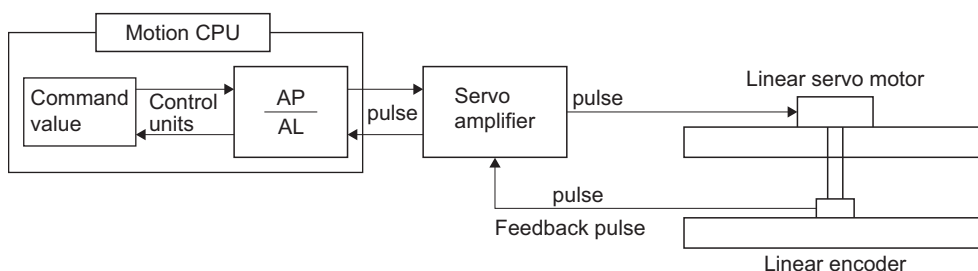 Motion CPU
Command
value
Control
units
AP
AL
pulse
Servo
amplifier
pulse
Linear servo motor
pulse
Feedback pulse
Linear encoder